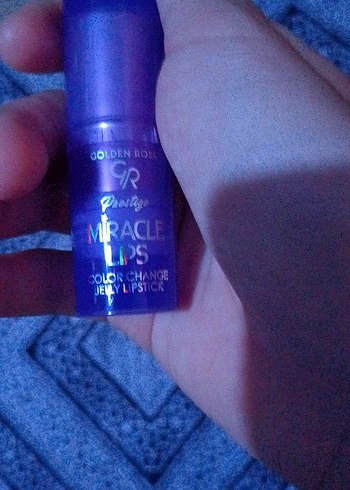 GOLDEN ROSE
GR
Prestige
MIRACLE
LIPS
COLOR CHANGE
JELLY LIPSTICK